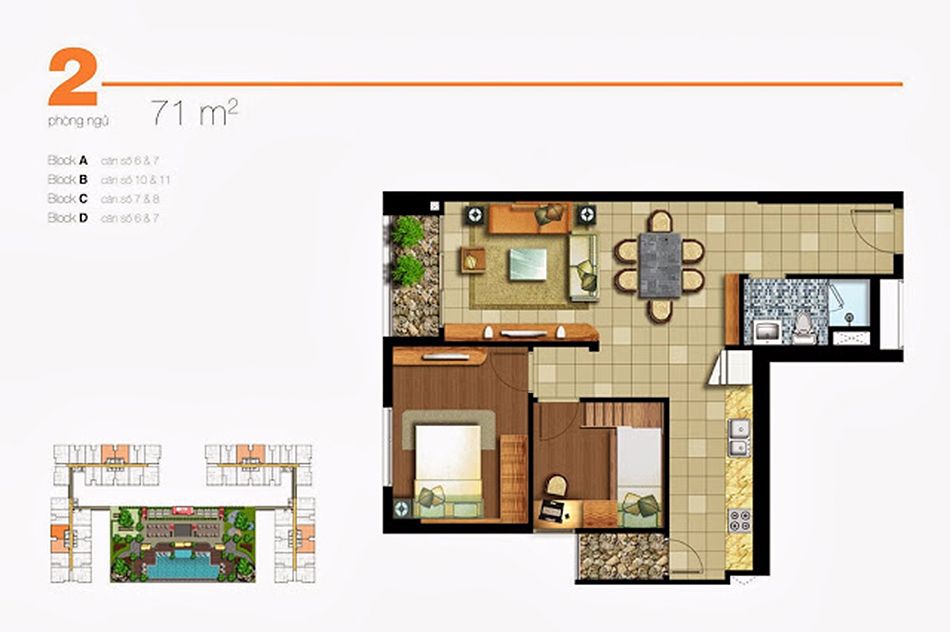 2
phòng ngủ
71 m²
Block A căn số 6 & 7
Block B căn số 10 & 11
Block C căn số 7 & 8
Block D căn số 6 & 7